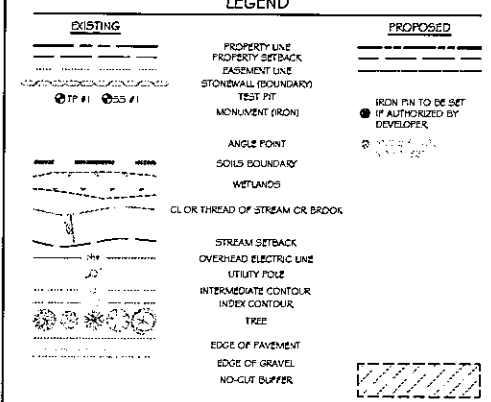 LEGEND
EXISTING
PROPOSED
PROPERTY LINE
PROPERTY SETBACK
EASEMENT LINE
STONEWALL (BOUNDARY)
TP #1 SS #1
TEST PIT
MONUMENT (IRON)
IRON PIN TO BE SET
IF AUTHORIZED BY
DEVELOPER
ANGLE POINT
SOILS BOUNDARY
WETLANDS
CL OR THREAD OF STREAM OR BROOK
STREAM SETBACK
OVERHEAD ELECTRIC LINE
UTILITY POLE
INTERMEDIATE CONTOUR
INDEX CONTOUR
TREE
EDGE OF PAVEMENT
EDGE OF GRAVEL
NO-CUT BUFFER